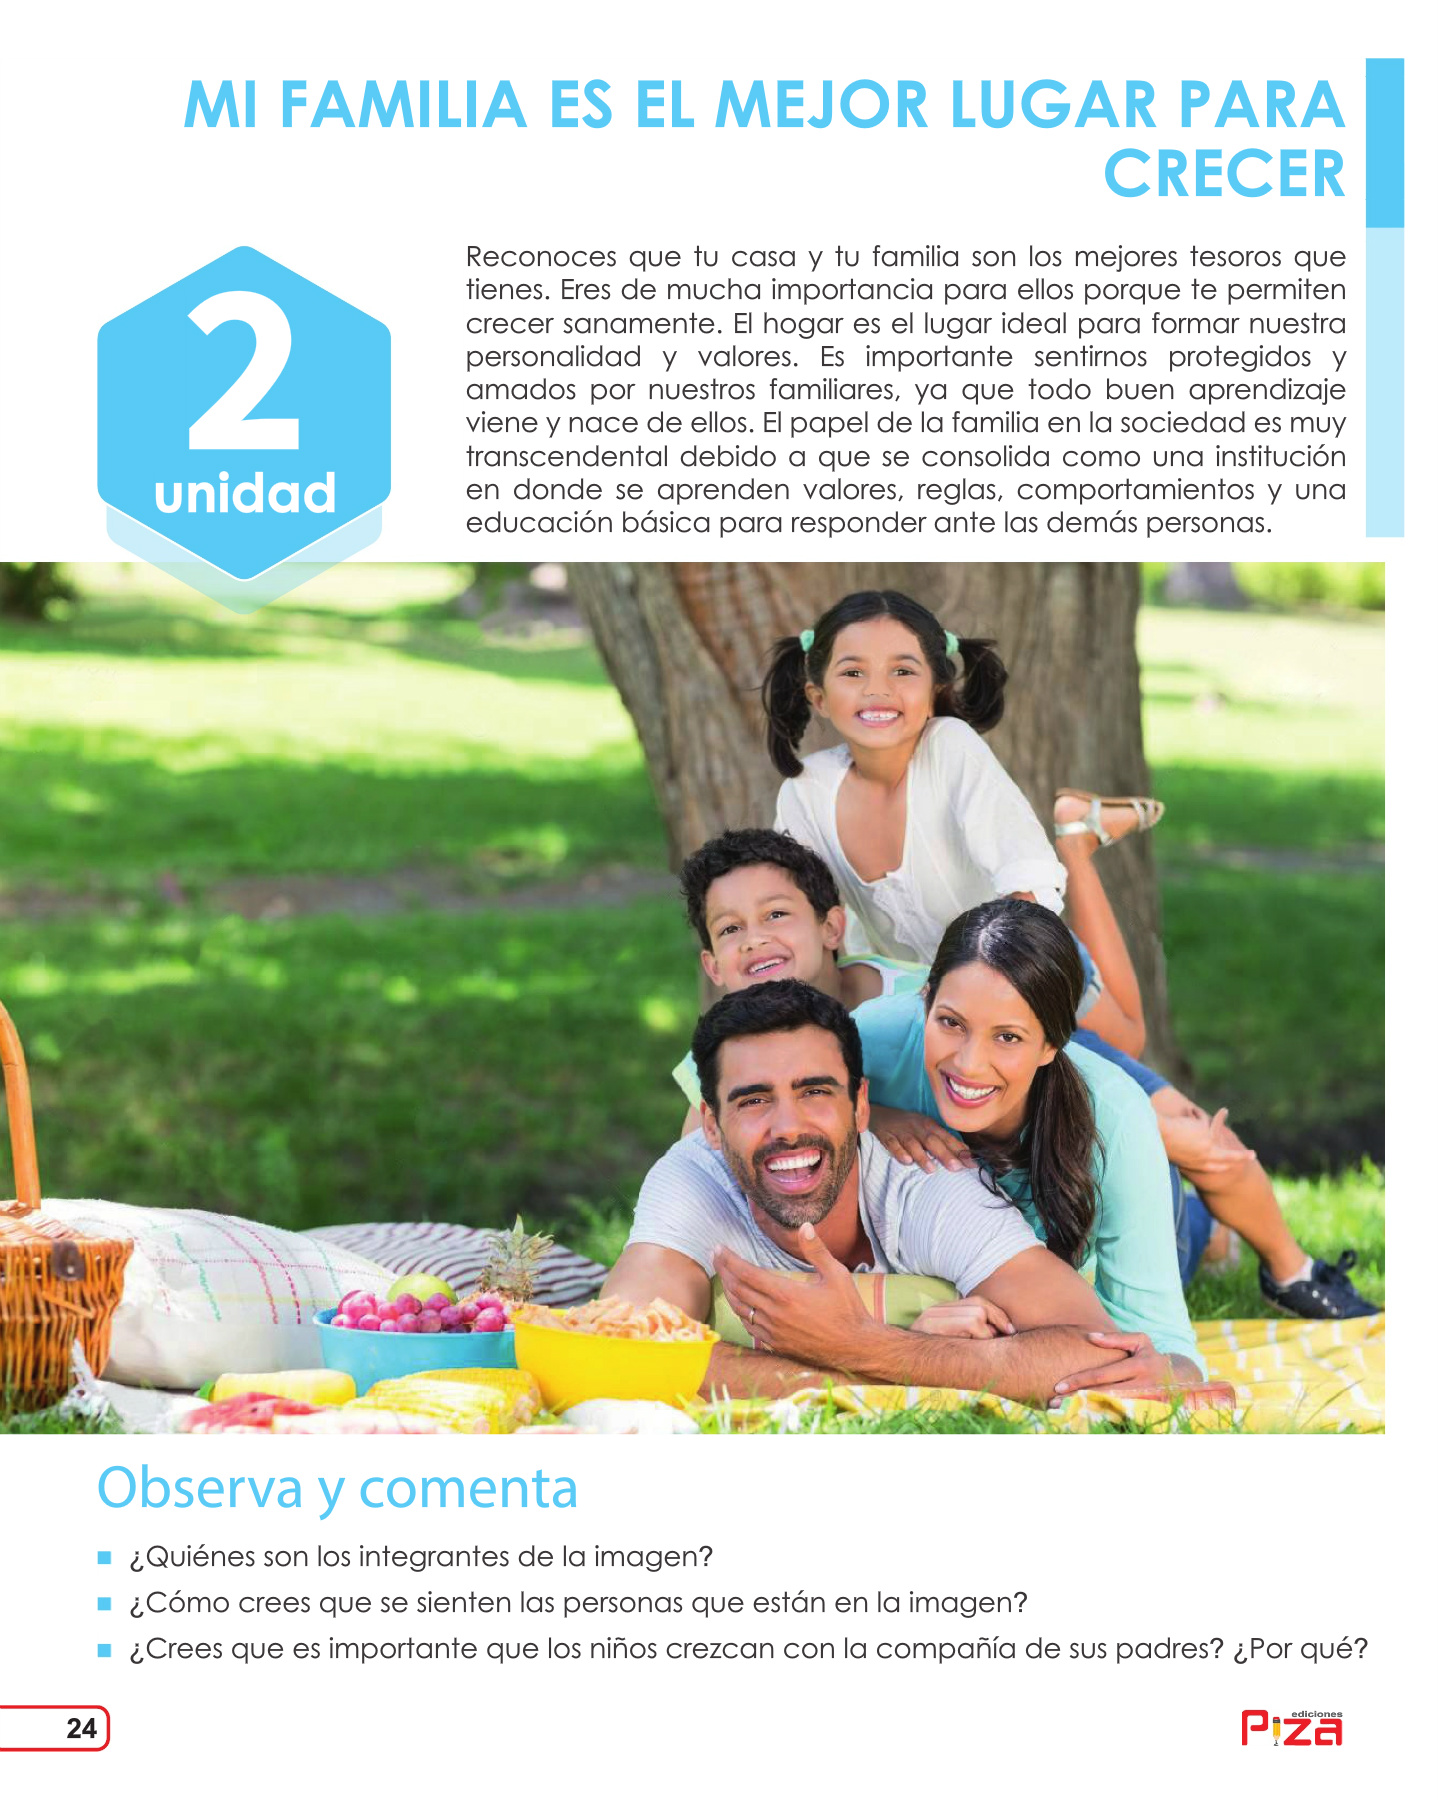 MI FAMILIA ES EL MEJOR LUGAR PARA
CRECER
2
unidad
Reconoces que tu casa y tu familia son los mejores tesoros que
tienes. Eres de mucha importancia para ellos porque te permiten
crecer sanamente. El hogar es el lugar ideal para formar nuestra
personalidad y valores. Es importante sentirnos protegidos y
amados por nuestros familiares, ya que todo buen aprendizaje
viene y nace de ellos. El papel de la familia en la sociedad es muy
transcendental debido a que se consolida como una institución
en donde se aprenden valores, reglas, comportamientos y una
educación básica para responder ante las demás personas.
Observa y comenta
¿Quiénes son los integrantes de la imagen?
¿Cómo crees que se sienten las personas que están en la imagen?
¿Crees que es importante que los niños crezcan con la compañía de sus padres? ¿Por qué?
24
ediciones
Piza